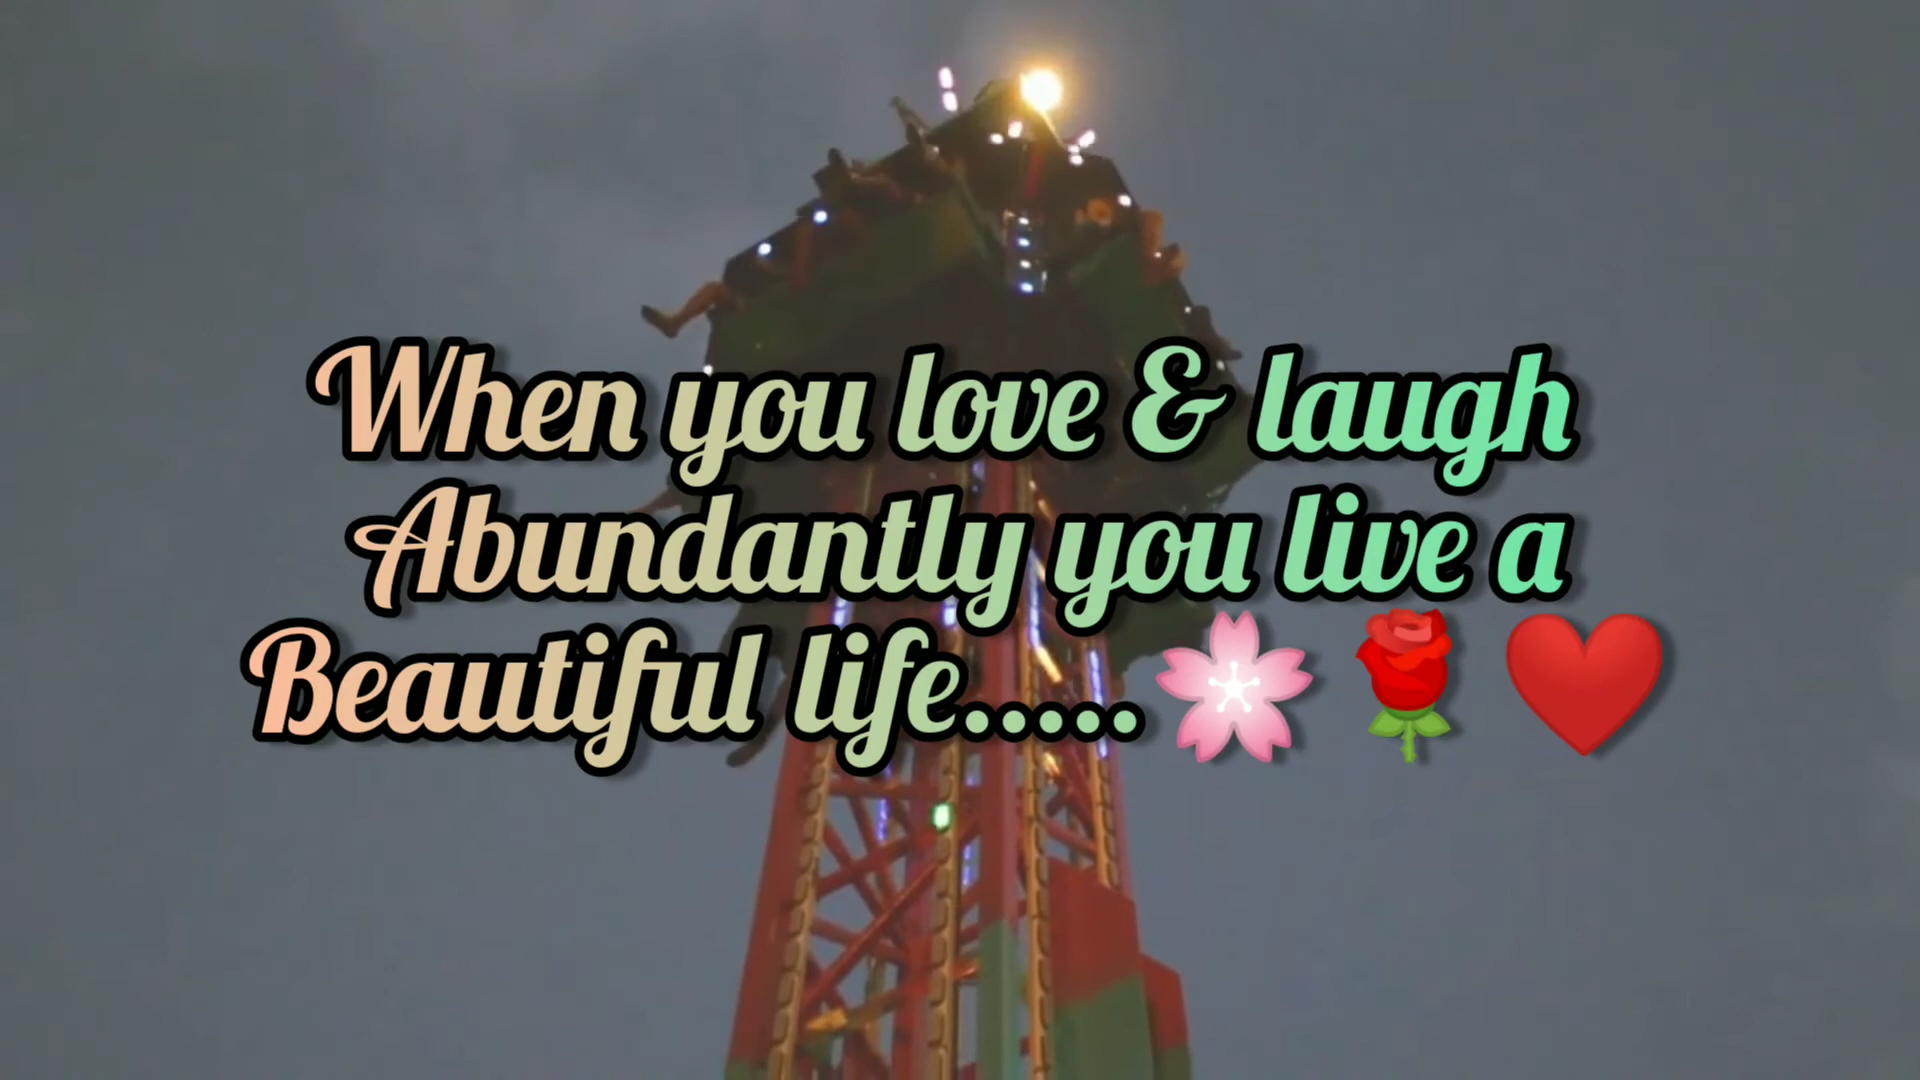 When you love & laugh
Abundantly you live a
Beautiful life.....🌸🌹❤️